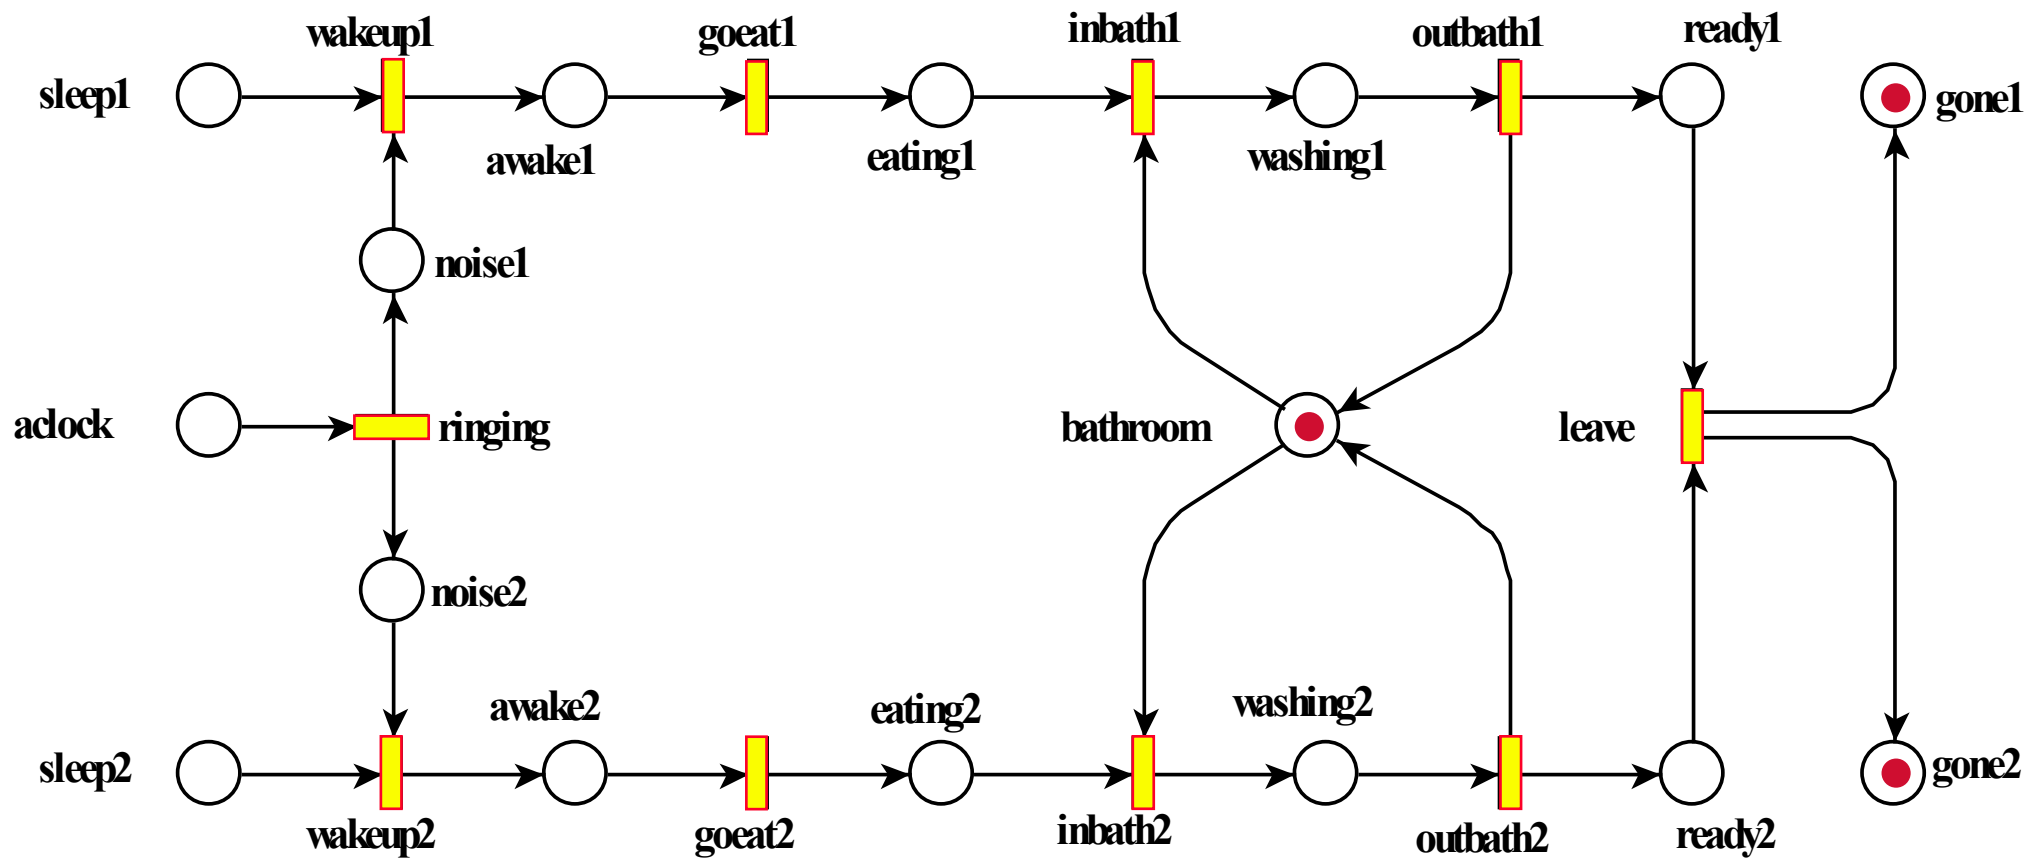 wakeup1
goeat1
inbath1
outbath1
ready1
sleep1
gone1
awake1
eating1
washing1
noise1
aclock
ringing
bathroom
leave
noise2
awake2
eating2
washing2
sleep2
gone2
wakeup2
goeat2
inbath2
outbath2
ready2